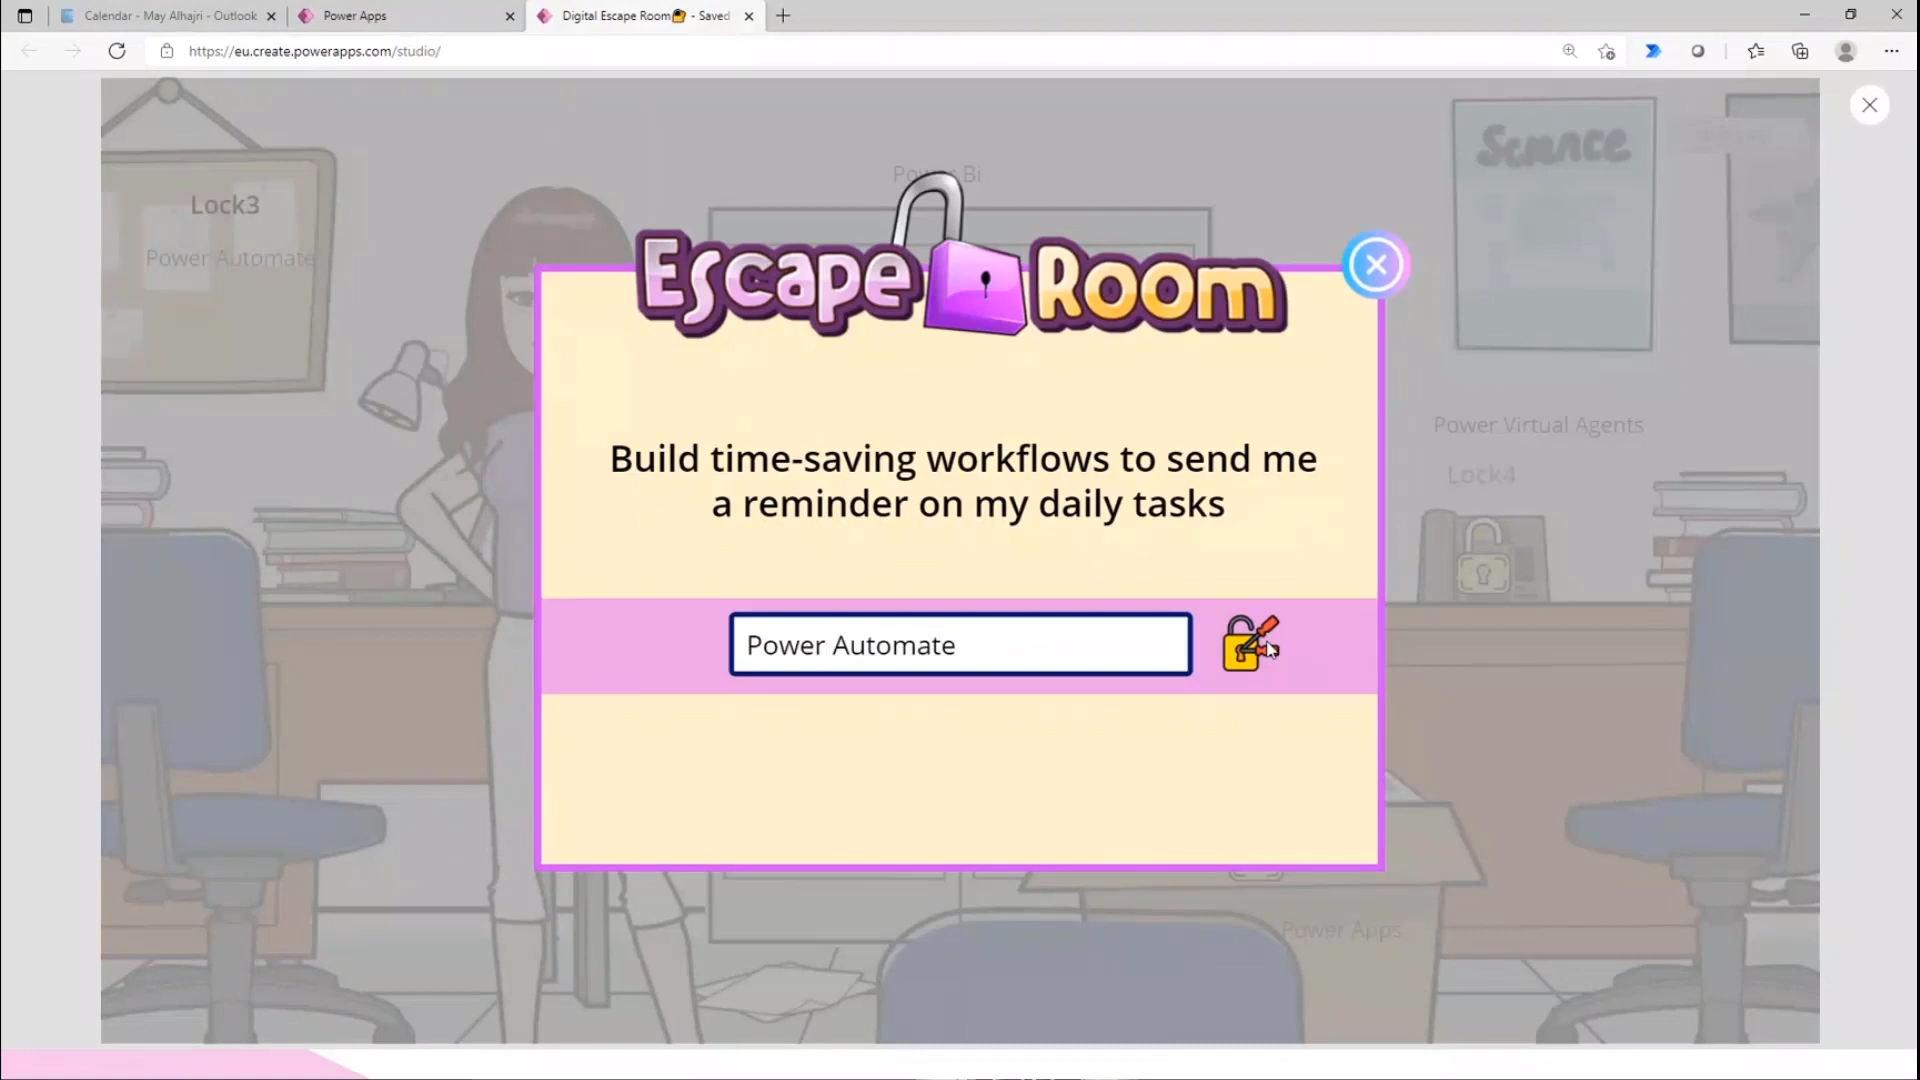 Calendar - May Alhajri - Outlook
Power Apps
Digital Escape Room🔐 - Saved
https://eu.create.powerapps.com/studio/
Science
Power Bi
Lock3
Power Automate
Escape Room
Power Virtual Agents
Lock4
Build time-saving workflows to send me
a reminder on my daily tasks
Power Automate
Power Apps